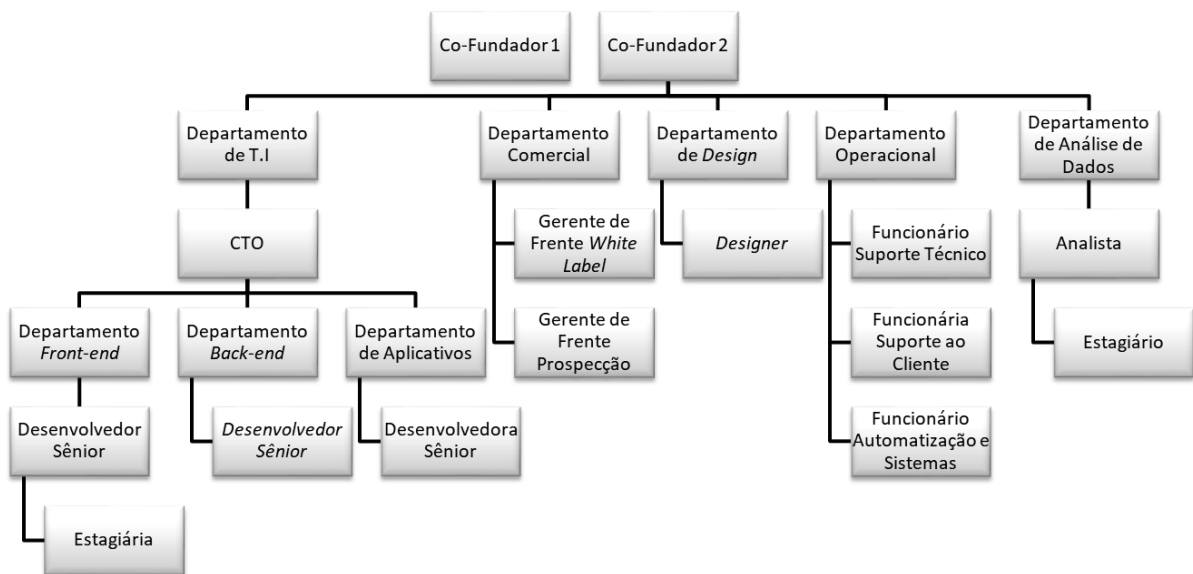 Co-Fundador 1
Co-Fundador 2
Departamento
de T.I
Departamento
Comercial
Departamento
de Design
Departamento
Operacional
Departamento
de Análise de
Dados
CTO
Gerente de
Frente White
Label
Designer
Funcionário
Suporte Técnico
Analista
Departamento
Front-end
Departamento
Back-end
Departamento
de Aplicativos
Gerente de
Frente
Prospecção
Funcionária
Suporte ao
Cliente
Estagiário
Desenvolvedor
Sênior
Desenvolvedor
Sênior
Desenvolvedora
Sênior
Funcionário
Automatização e
Sistemas
Estagiária